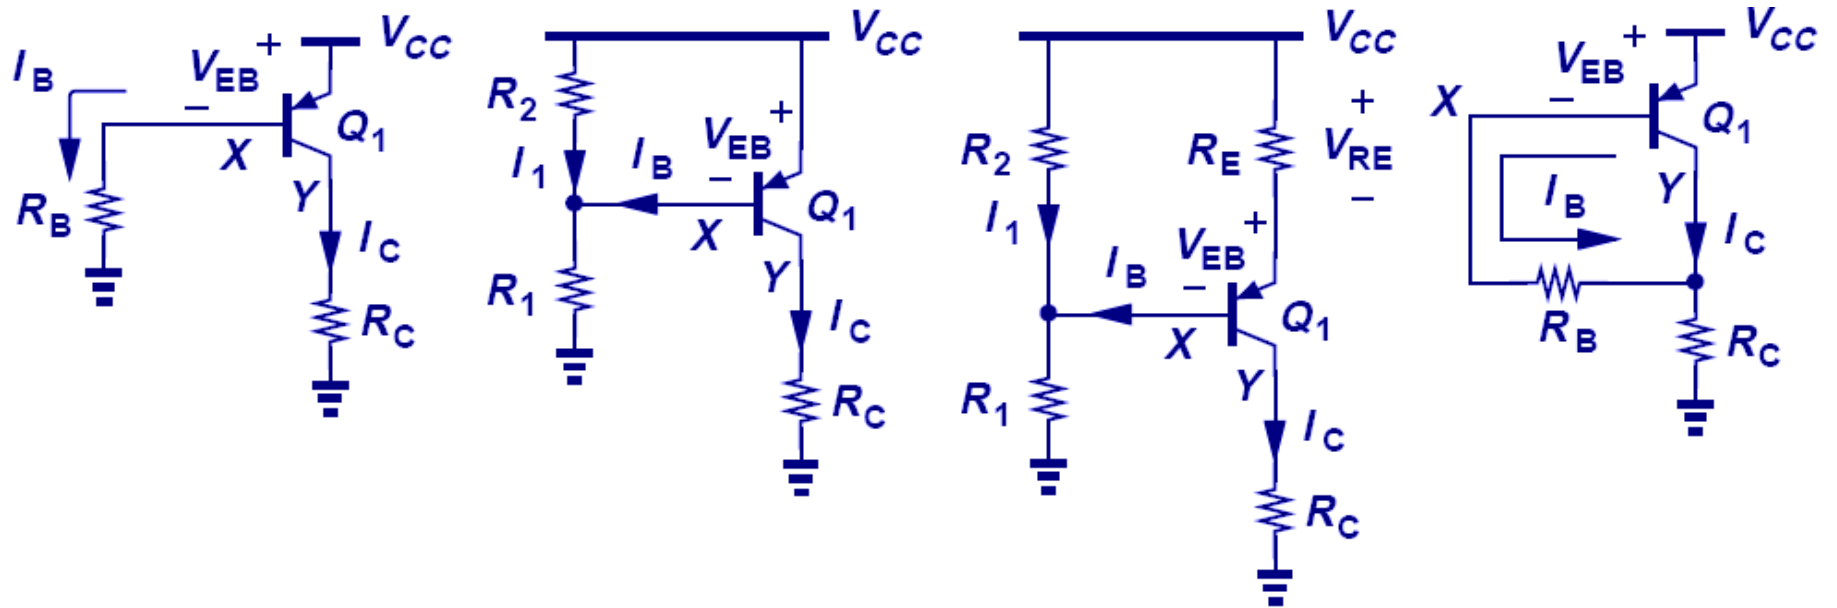 I_B
V_EB
+
−
V_CC
Q_1
X
Y
R_B
I_C
R_C
V_CC
R_2
I_1
I_B
V_EB
+
−
X
Q_1
Y
R_1
I_C
R_C
V_CC
R_2
R_E
+
V_RE
−
I_1
I_B
V_EB
+
−
X
Q_1
Y
R_1
I_C
R_C
V_CC
V_EB
+
−
X
Q_1
Y
I_B
I_C
R_B
R_C